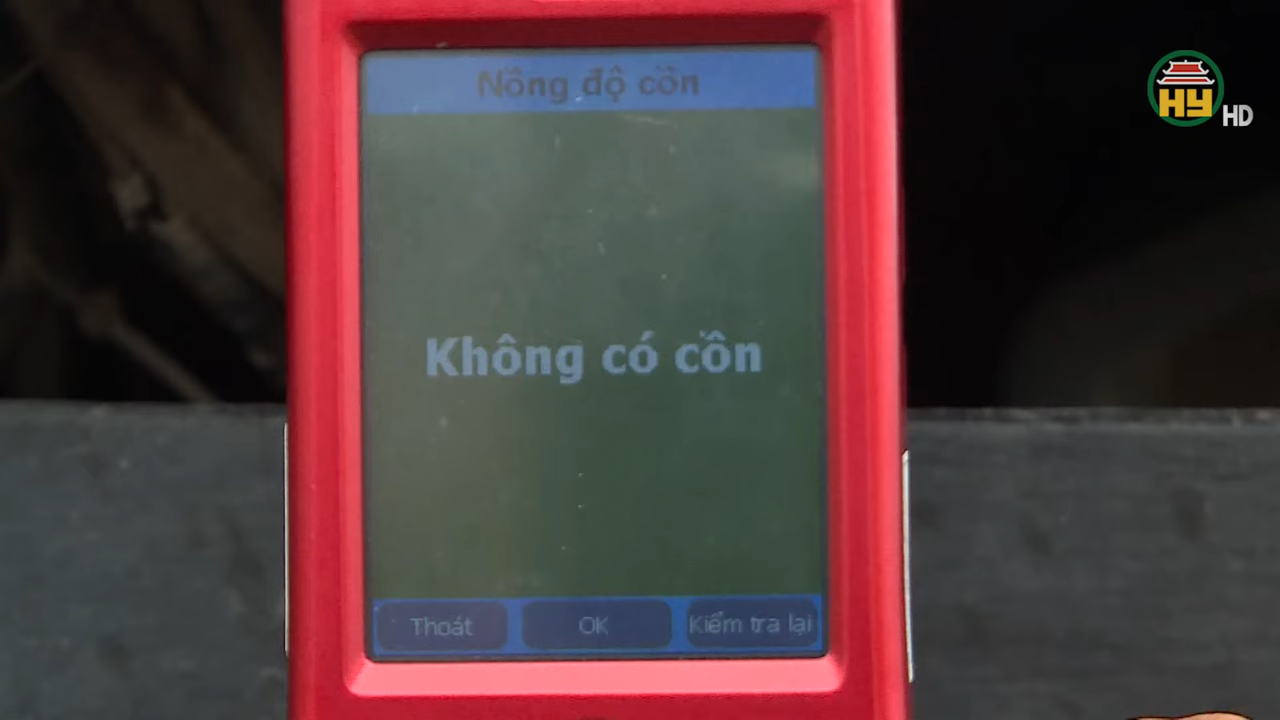 Nồng độ cồn
HY HD
Không có cồn
Thoát
OK
Kiểm tra lại